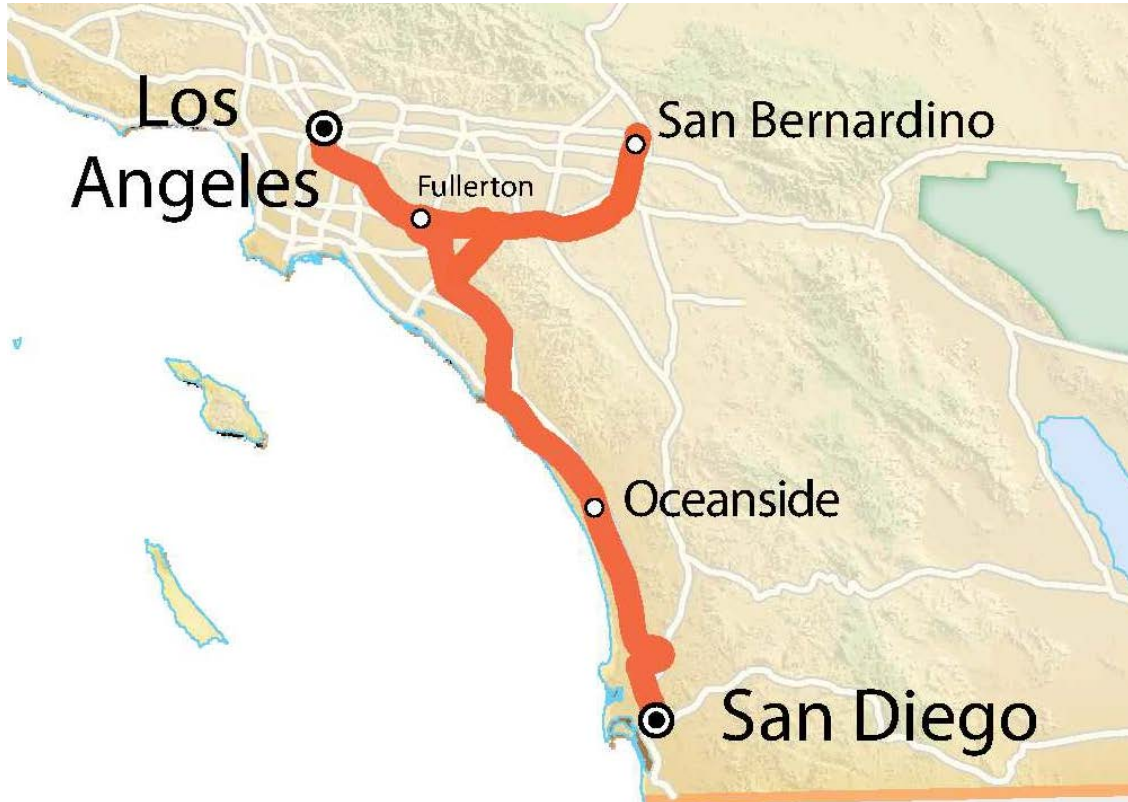 Los
Angeles
San Bernardino
Fullerton
Oceanside
San Diego